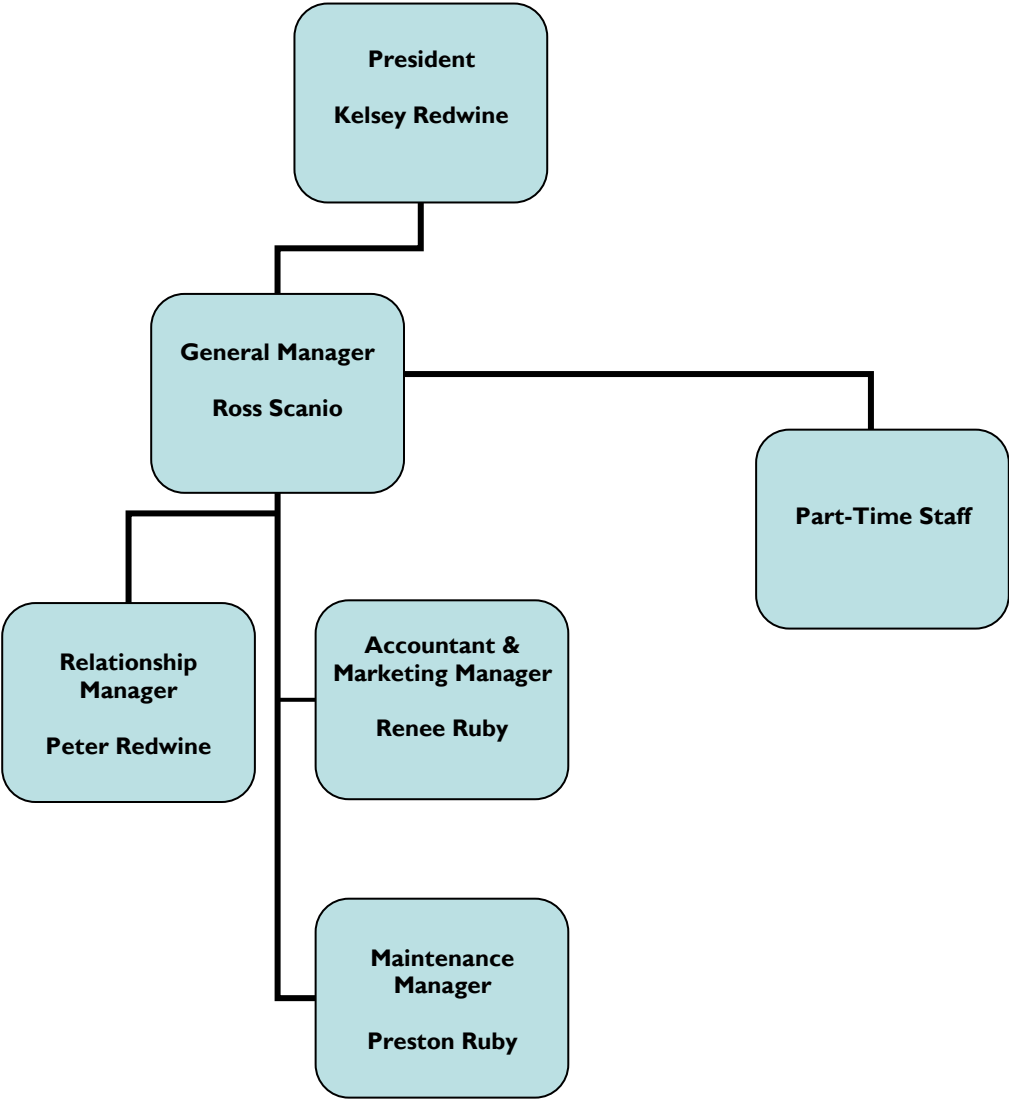 President
Kelsey Redwine
General Manager
Ross Scanio
Part-Time Staff
Relationship
Manager
Peter Redwine
Accountant &
Marketing Manager
Renee Ruby
Maintenance
Manager
Preston Ruby